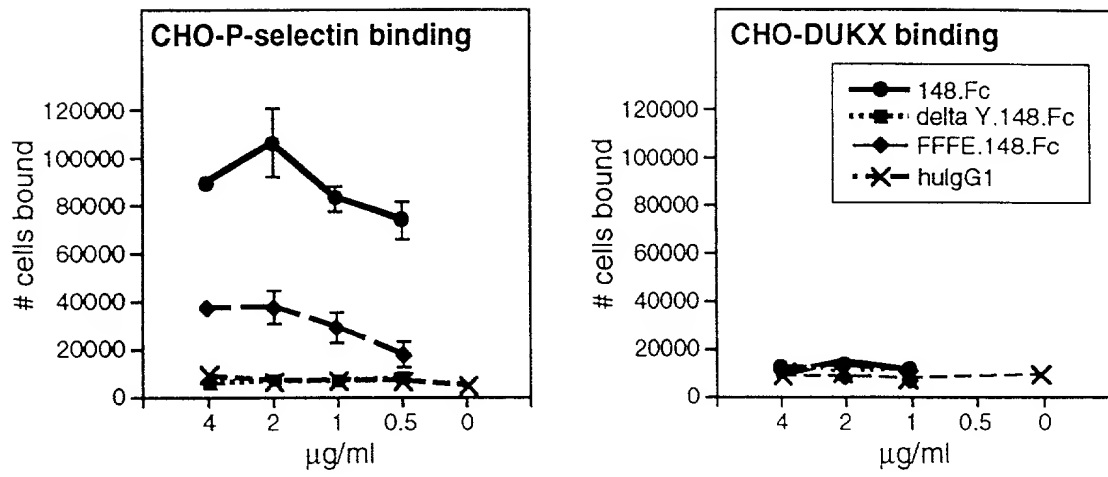 CHO-P-selectin binding
120000
100000
80000
60000
40000
20000
0
# cells bound
4 2 1 0.5 0
µg/ml
CHO-DUKX binding
148.Fc
delta Y.148.Fc
FFFE.148.Fc
huIgG1
120000
100000
80000
60000
40000
20000
0
# cells bound
4 2 1 0.5 0
µg/ml